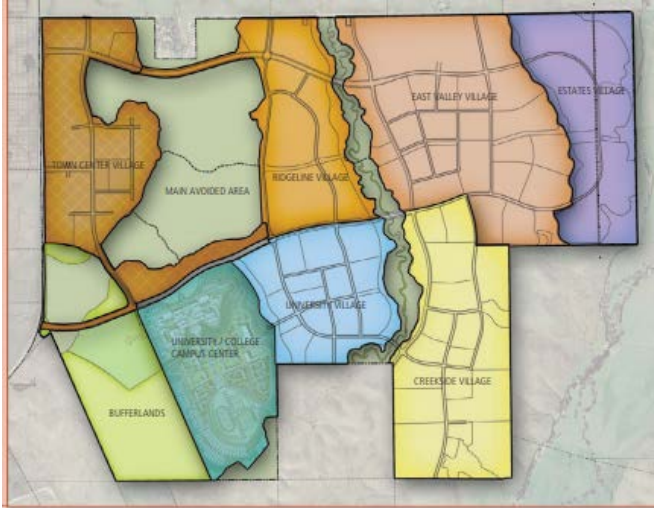 EAST VALLEY VILLAGE
ESTATES VILLAGE
TOWN CENTER VILLAGE
MAIN AVOIDED AREA
RIDGELINE VILLAGE
UNIVERSITY VILLAGE
UNIVERSITY / COLLEGE
CAMPUS CENTER
CREEKSIDE VILLAGE
BUFFERLANDS